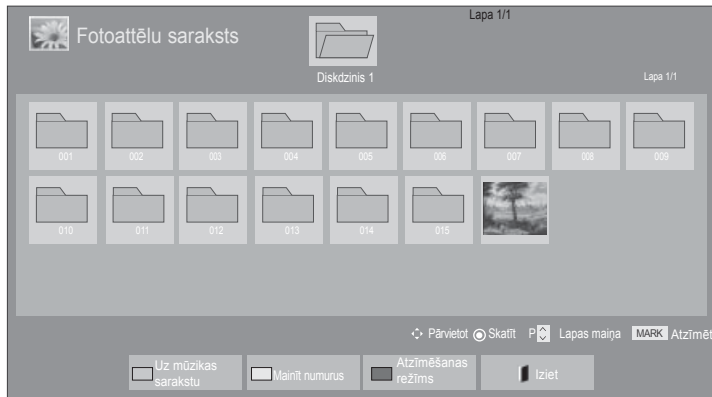 Lapa 1/1
Fotoattēlu saraksts
Diskdzinis 1
Lapa 1/1
001 002 003 004 005 006 007 008 009
010 011 012 013 014 015
Pārvietot Skatīt P Lapas maiņa MARK Atzīmēt
Uz mūzikas
sarakstu
Mainīt numurus
Atzīmēšanas
režīms
Iziet